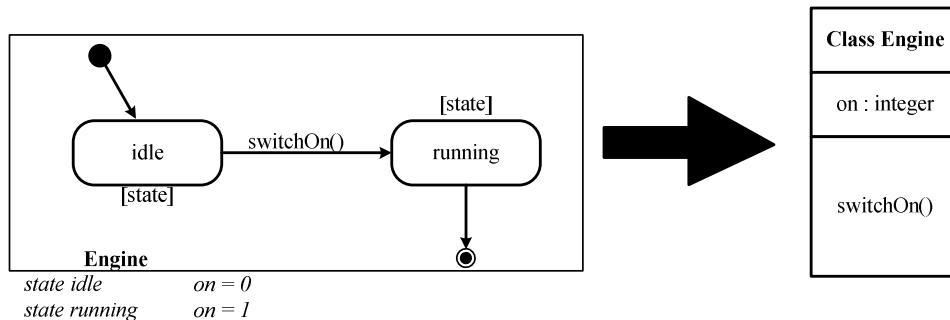 [state]
idle
switchOn()
running
[state]
Engine
state idle on = 0
state running on = 1
Class Engine
on : integer
switchOn()